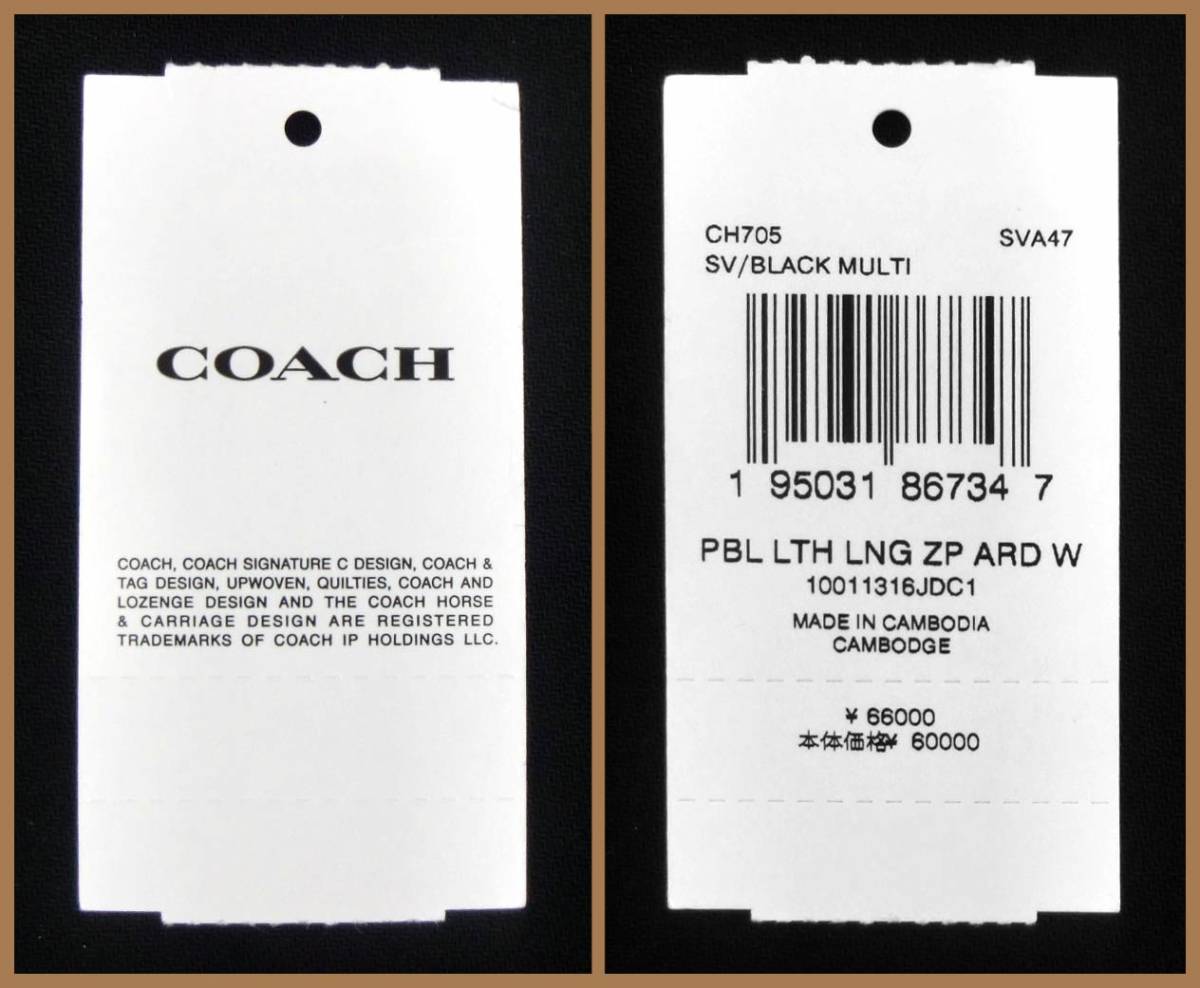 COACH
COACH, COACH SIGNATURE C DESIGN, COACH &
TAG DESIGN, UPWOVEN, QUILTIES, COACH AND
LOZENGE DESIGN AND THE COACH HORSE
& CARRIAGE DESIGN ARE REGISTERED
TRADEMARKS OF COACH IP HOLDINGS LLC.
CH705 SVA47
SV/BLACK MULTI
1 95031 86734 7
PBL LTH LNG ZP ARD W
10011316JDC1
MADE IN CAMBODIA
CAMBODGE
¥ 66000
本体価格¥ 60000